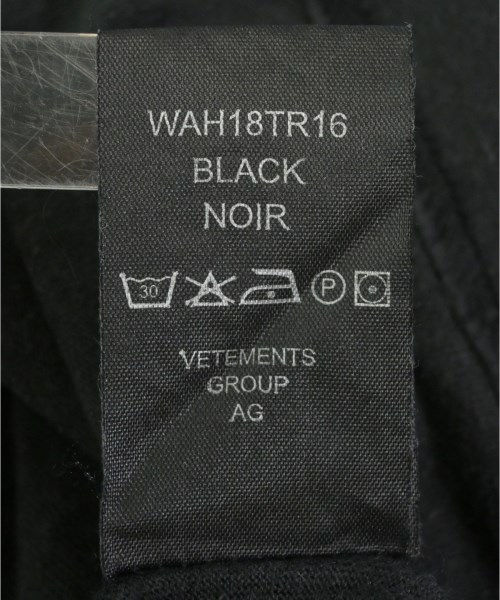 WAH18TR16
BLACK
NOIR
30 P
VETEMENTS
GROUP
AG